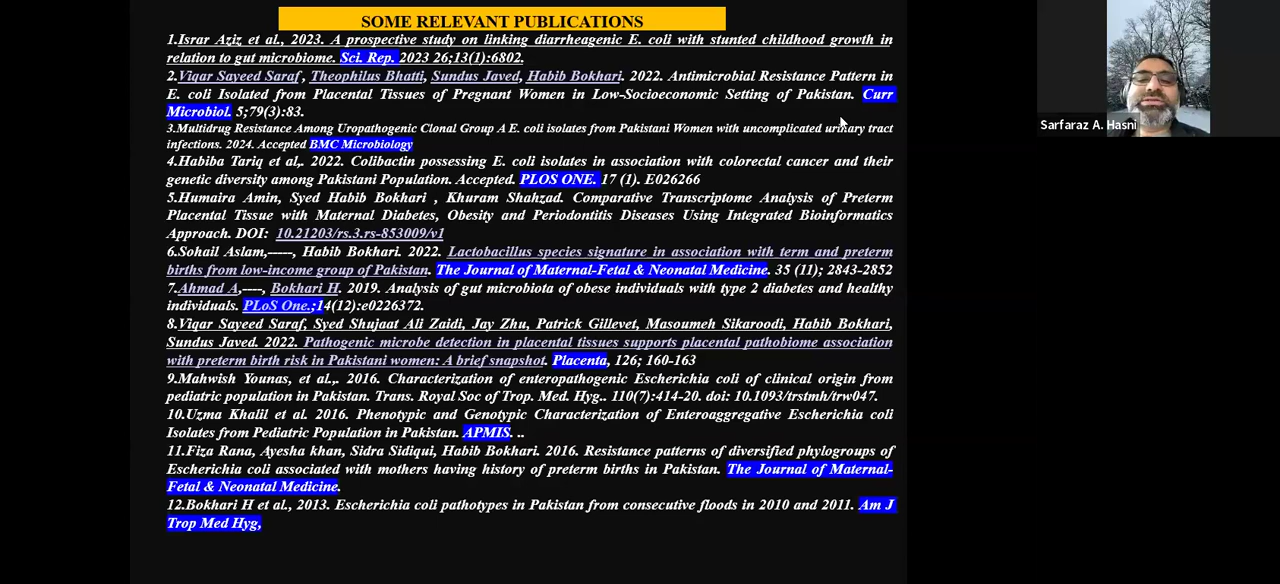 SOME RELEVANT PUBLICATIONS
1.Israr Aziz et al., 2023. A prospective study on linking diarrheagenic E. coli with stunted childhood growth in
relation to gut microbiome. Sci. Rep. 2023 26;13(1):6802.
2.Viqar Sayeed Saraf , Theophilus Bhatti, Sundus Javed, Habib Bokhari. 2022. Antimicrobial Resistance Pattern in
E. coli Isolated from Placental Tissues of Pregnant Women in Low-Socioeconomic Setting of Pakistan. Curr
Microbiol. 5;79(3):83.
3.Multidrug Resistance Among Uropathogenic Clonal Group A E. coli isolates from Pakistani Women with uncomplicated urinary tract
infections. 2024. Accepted BMC Microbiology
4.Habiba Tariq et al,. 2022. Colibactin possessing E. coli isolates in association with colorectal cancer and their
genetic diversity among Pakistani Population. Accepted. PLOS ONE. 17 (1). E026266
5.Humaira Amin, Syed Habib Bokhari , Khuram Shahzad. Comparative Transcriptome Analysis of Preterm
Placental Tissue with Maternal Diabetes, Obesity and Periodontitis Diseases Using Integrated Bioinformatics
Approach. DOI: 10.21203/rs.3.rs-853009/v1
6.Sohail Aslam,-----, Habib Bokhari. 2022. Lactobacillus species signature in association with term and preterm
births from low-income group of Pakistan. The Journal of Maternal-Fetal & Neonatal Medicine. 35 (11); 2843-2852
7.Ahmad A,----, Bokhari H. 2019. Analysis of gut microbiota of obese individuals with type 2 diabetes and healthy
individuals. PLoS One.;14(12):e0226372.
8.Viqar Sayeed Saraf, Syed Shujaat Ali Zaidi, Jay Zhu, Patrick Gillevet, Masoumeh Sikaroodi, Habib Bokhari,
Sundus Javed. 2022. Pathogenic microbe detection in placental tissues supports placental pathobiome association
with preterm birth risk in Pakistani women: A brief snapshot. Placenta, 126; 160-163
9.Mahwish Younas, et al.,. 2016. Characterization of enteropathogenic Escherichia coli of clinical origin from
pediatric population in Pakistan. Trans. Royal Soc of Trop. Med. Hyg.. 110(7):414-20. doi: 10.1093/trstmh/trw047.
10.Uzma Khalil et al. 2016. Phenotypic and Genotypic Characterization of Enteroaggregative Escherichia coli
Isolates from Pediatric Population in Pakistan. APMIS. ..
11.Fiza Rana, Ayesha khan, Sidra Sidiqui, Habib Bokhari. 2016. Resistance patterns of diversified phylogroups of
Escherichia coli associated with mothers having history of preterm births in Pakistan. The Journal of Maternal-
Fetal & Neonatal Medicine.
12.Bokhari H et al., 2013. Escherichia coli pathotypes in Pakistan from consecutive floods in 2010 and 2011. Am J
Trop Med Hyg,
Sarfaraz A. Hasni